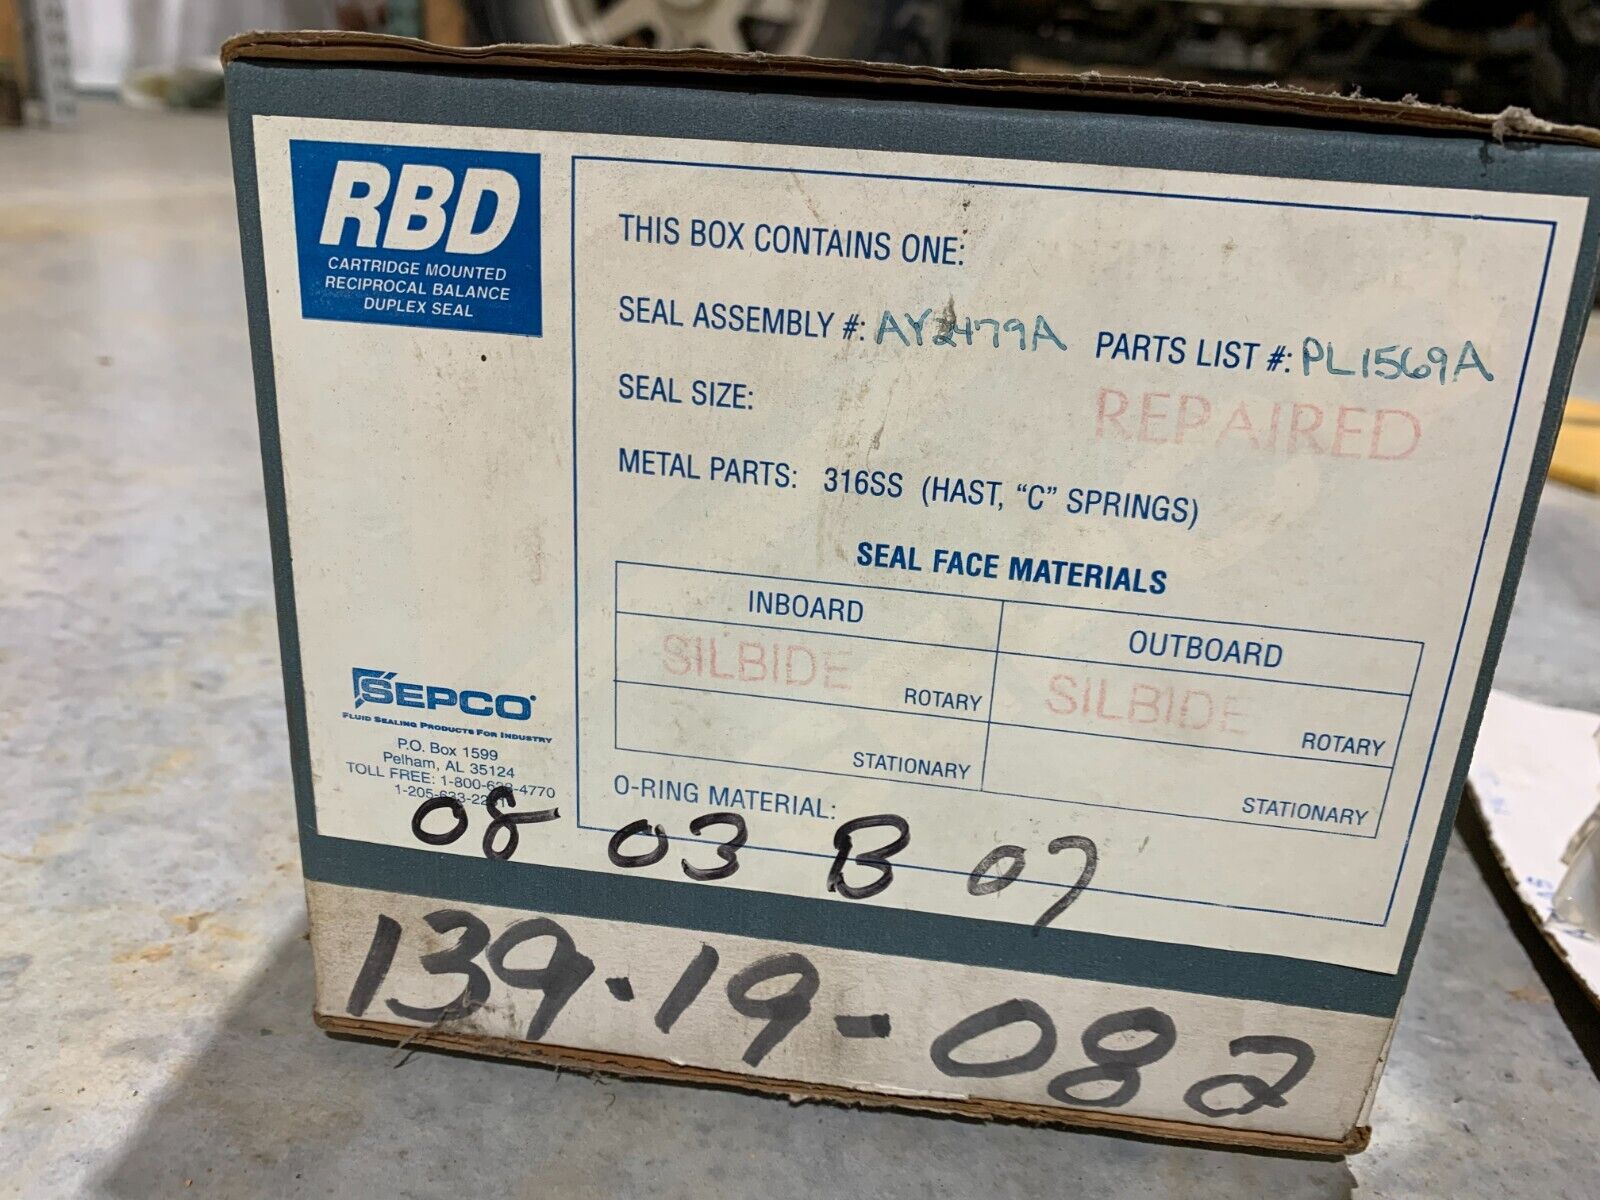 RBD
CARTRIDGE MOUNTED
RECIPROCAL BALANCE
DUPLEX SEAL
THIS BOX CONTAINS ONE:
SEAL ASSEMBLY #: AY2479A PARTS LIST #: PL1569A
SEAL SIZE:
REPAIRED
METAL PARTS: 316SS (HAST, "C" SPRINGS)
SEAL FACE MATERIALS
INBOARD OUTBOARD
SILBIDE ROTARY SILBIDE ROTARY
STATIONARY STATIONARY
O-RING MATERIAL:
SEPCO
FLUID SEALING PRODUCTS FOR INDUSTRY
P.O. Box 1599
Pelham, AL 35124
TOLL FREE:
08 03 B 07
139-19-082